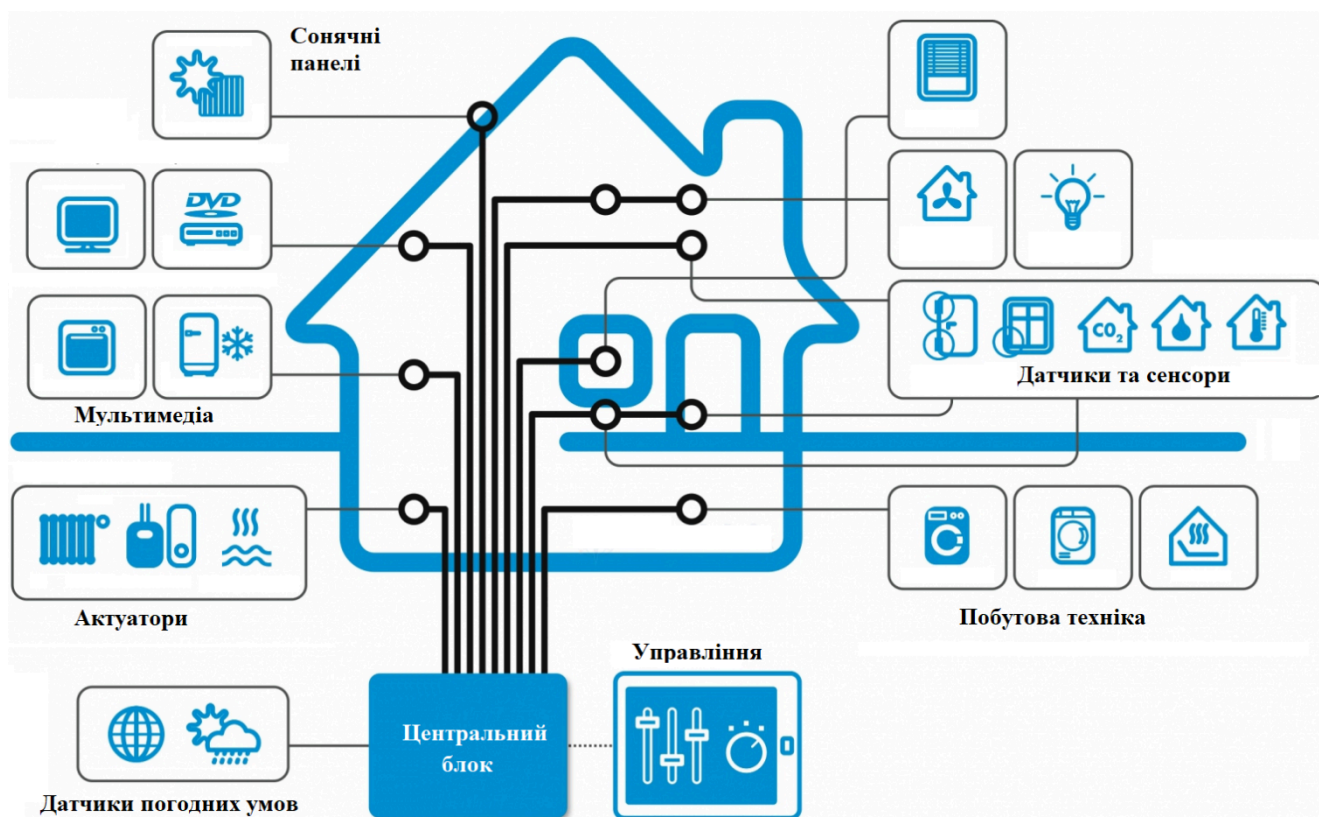 Сонячні
панелі
DVD
CO2
Датчики та сенсори
Мультимедіа
Актуатори
Побутова техніка
Управління
Центральний
блок
Датчики погодних умов